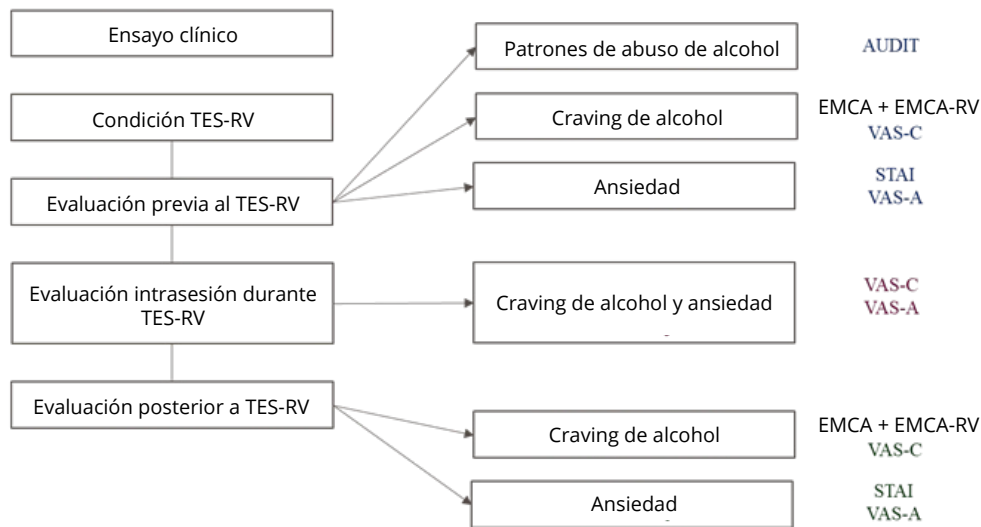 Ensayo clínico
Patrones de abuso de alcohol
AUDIT
Condición TES-RV
Craving de alcohol
EMCA + EMCA-RV
VAS-C
Evaluación previa al TES-RV
Ansiedad
STAI
VAS-A
Evaluación intrasesión durante
TES-RV
Craving de alcohol y ansiedad
VAS-C
VAS-A
Evaluación posterior a TES-RV
Craving de alcohol
EMCA + EMCA-RV
VAS-C
Ansiedad
STAI
VAS-A